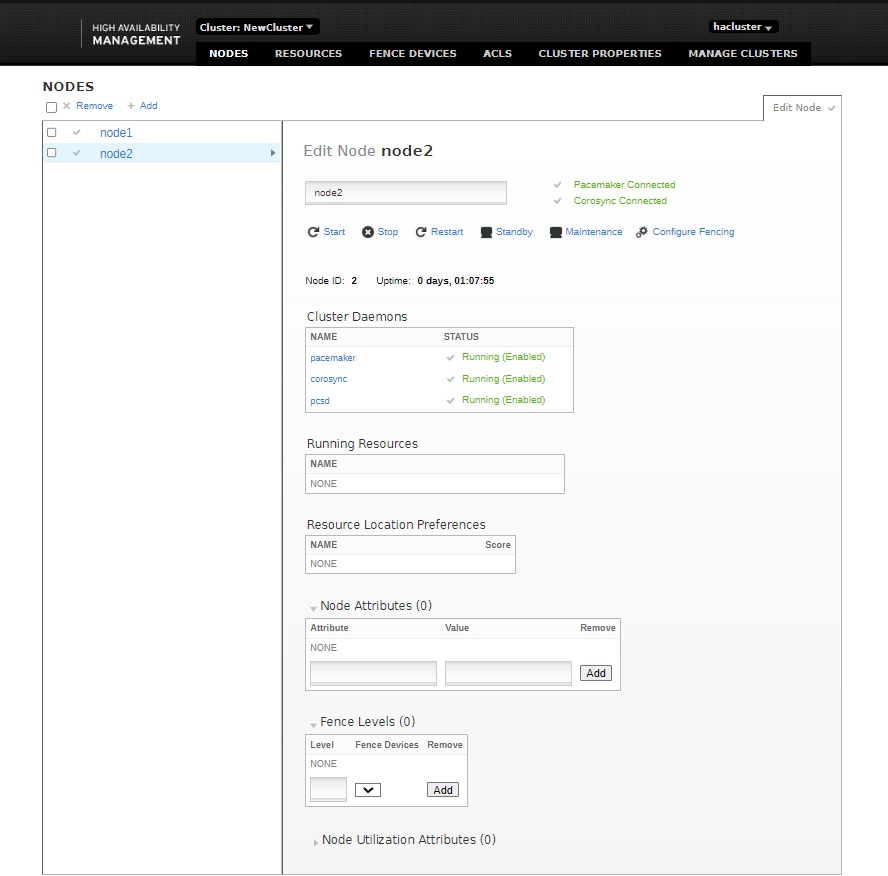 HIGH AVAILABILITY
MANAGEMENT
Cluster: NewCluster
hacluster
NODES RESOURCES FENCE DEVICES ACLS CLUSTER PROPERTIES MANAGE CLUSTERS
NODES
Remove Add
Edit Node
node1
node2
Edit Node node2
node2
Pacemaker Connected
Corosync Connected
Start Stop Restart Standby Maintenance Configure Fencing
Node ID: 2 Uptime: 0 days, 01:07:55
Cluster Daemons
NAME STATUS
pacemaker Running (Enabled)
corosync Running (Enabled)
pcsd Running (Enabled)
Running Resources
NAME
NONE
Resource Location Preferences
NAME Score
NONE
Node Attributes (0)
Attribute Value Remove
NONE
Add
Fence Levels (0)
Level Fence Devices Remove
NONE
Add
Node Utilization Attributes (0)